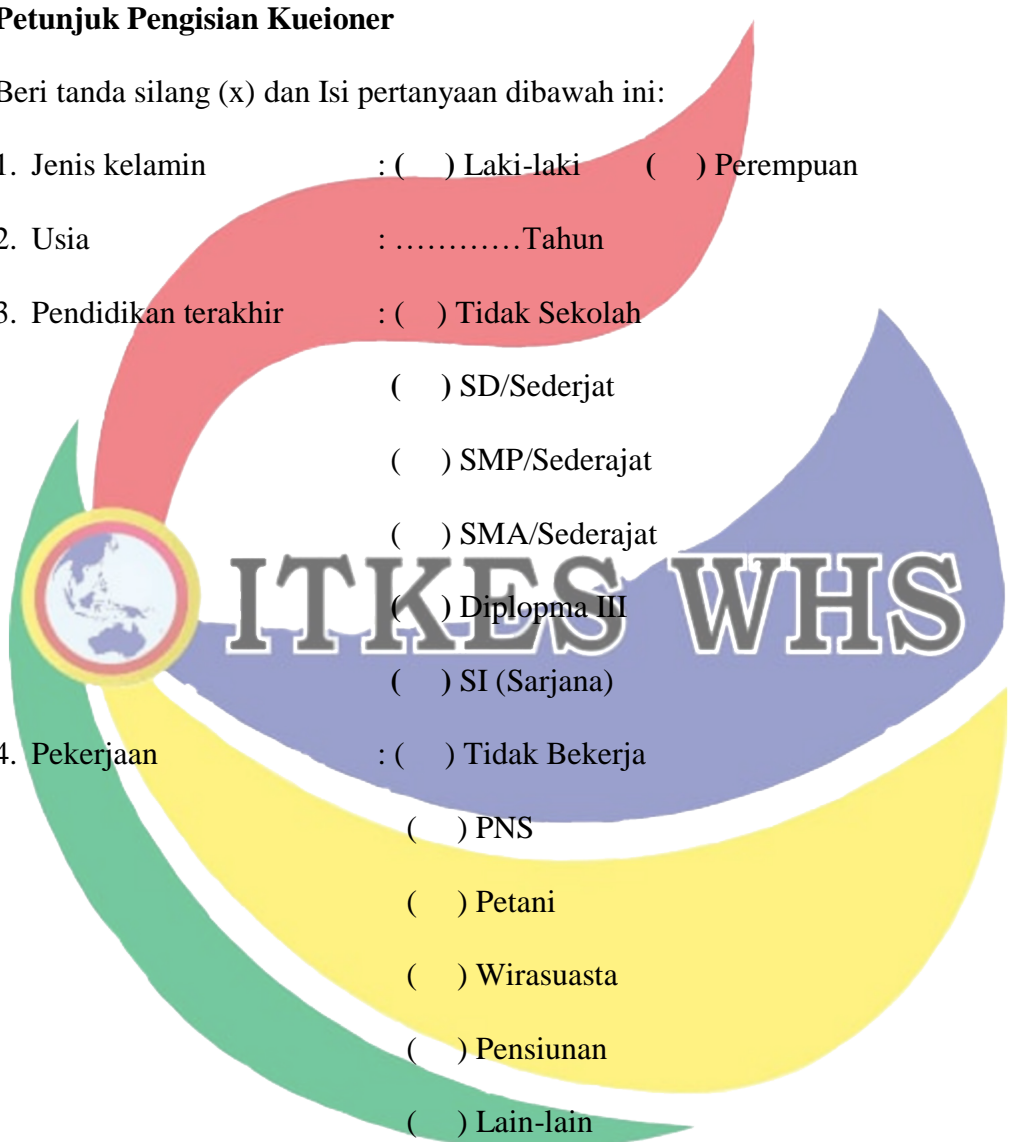 Petunjuk Pengisian Kueioner
Beri tanda silang (x) dan Isi pertanyaan dibawah ini:
1. Jenis kelamin : ( ) Laki-laki ( ) Perempuan
2. Usia : …………Tahun
3. Pendidikan terakhir : ( ) Tidak Sekolah
( ) SD/Sederjat
( ) SMP/Sederajat
( ) SMA/Sederajat
ITKES WHS
( ) Diplopma III
( ) SI (Sarjana)
4. Pekerjaan : ( ) Tidak Bekerja
( ) PNS
( ) Petani
( ) Wirasuasta
( ) Pensiunan
( ) Lain-lain